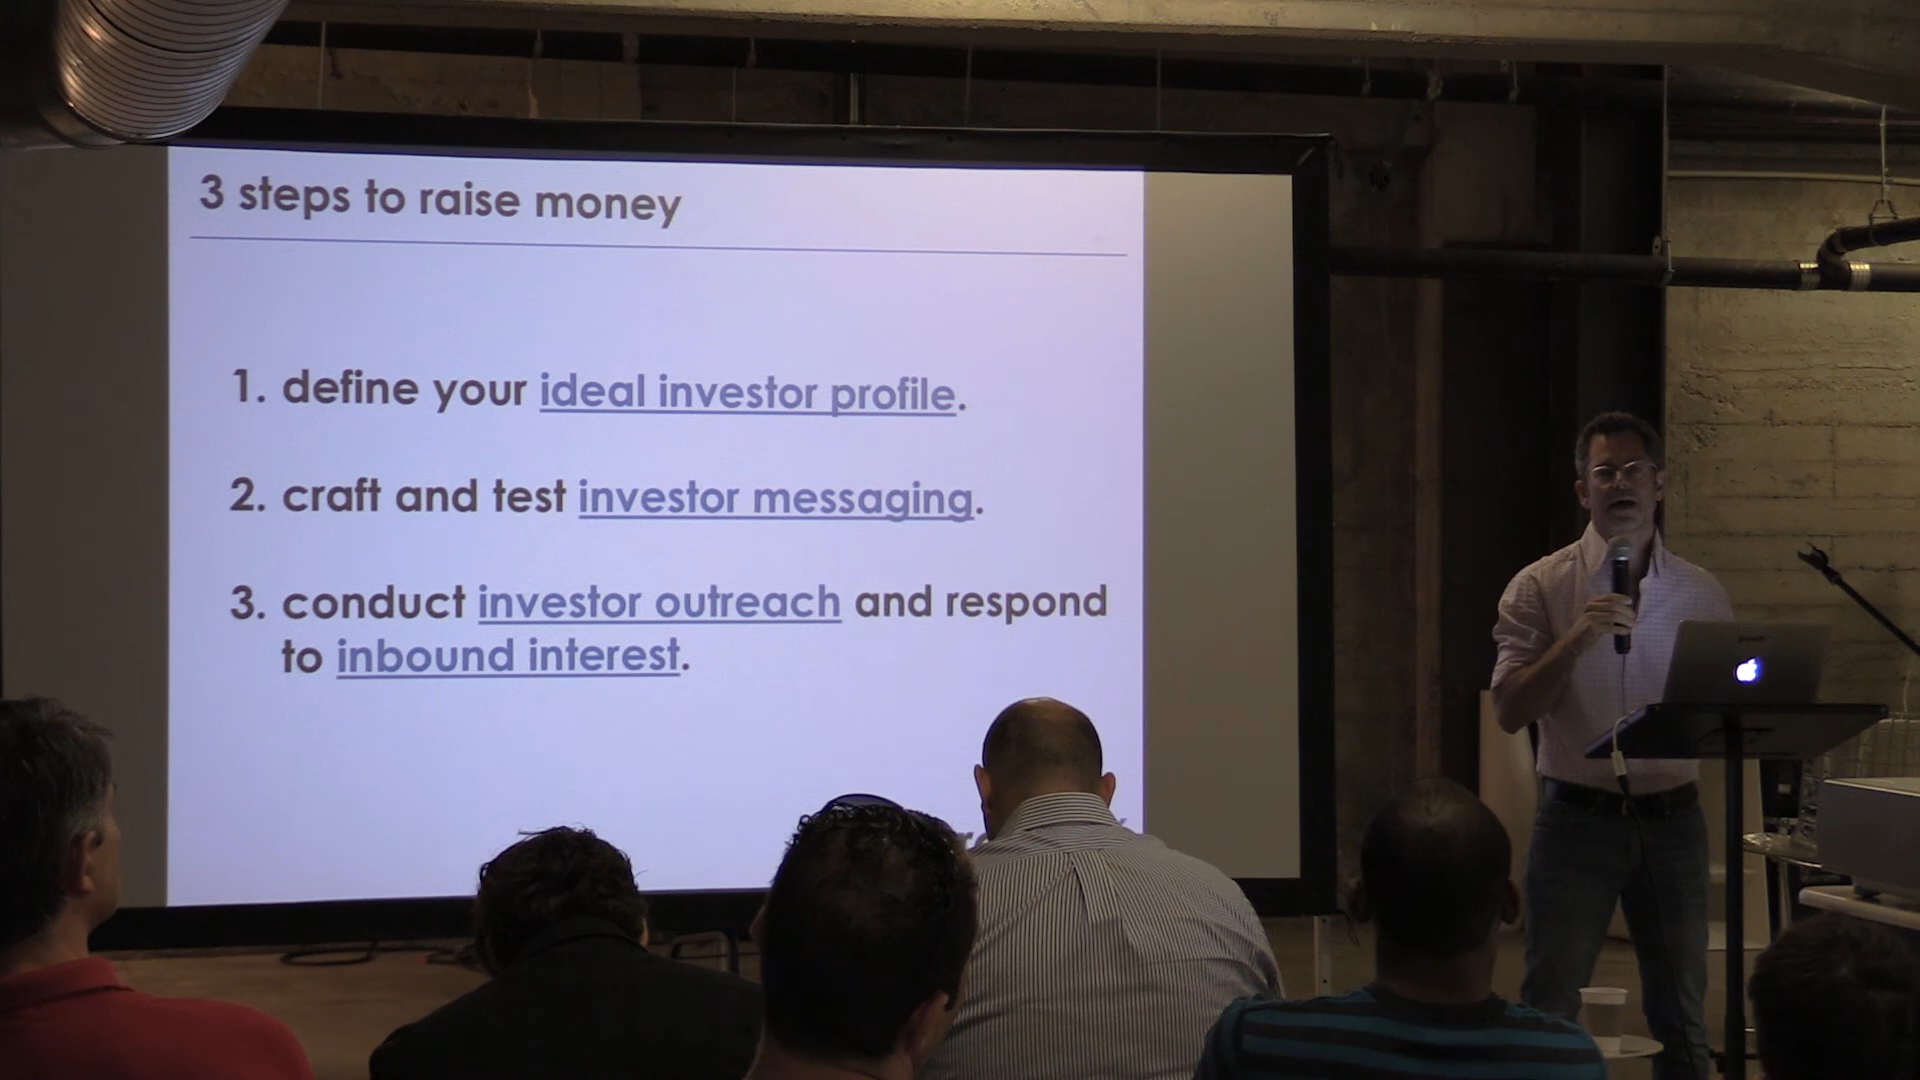 3 steps to raise money
1. define your ideal investor profile.
2. craft and test investor messaging.
3. conduct investor outreach and respond
to inbound interest.